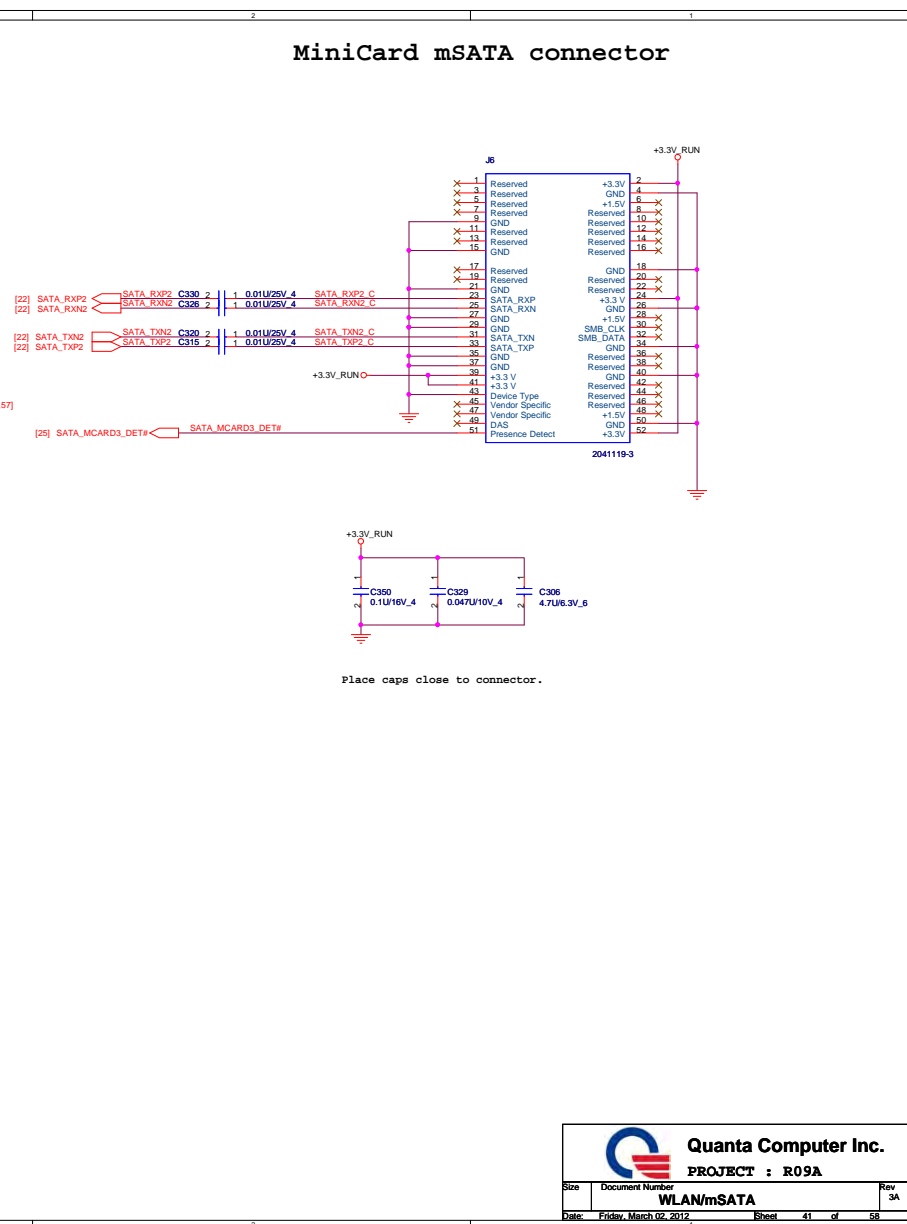 2 1
MiniCard mSATA connector
+3.3V_RUN
J6
1 Reserved +3.3V 2
3 Reserved GND 4
5 Reserved +1.5V 6
7 Reserved Reserved 8
9 GND Reserved 10
11 Reserved Reserved 12
13 Reserved Reserved 14
15 GND Reserved 16
17 Reserved GND 18
19 Reserved Reserved 20
21 GND Reserved 22
[22] SATA_RXP2 SATA_RXP2 C330 2 1 0.01U/25V_4 SATA_RXP2_C 23 SATA_RXP +3.3 V 24
[22] SATA_RXN2 SATA_RXN2 C326 2 1 0.01U/25V_4 SATA_RXN2_C 25 SATA_RXN GND 26
27 GND +1.5V 28
29 GND SMB_CLK 30
[22] SATA_TXN2 SATA_TXN2 C320 2 1 0.01U/25V_4 SATA_TXN2_C 31 SATA_TXN SMB_DATA 32
[22] SATA_TXP2 SATA_TXP2 C315 2 1 0.01U/25V_4 SATA_TXP2_C 33 SATA_TXP GND 34
35 GND Reserved 36
37 GND Reserved 38
+3.3V_RUN 39 +3.3 V GND 40
41 +3.3 V Reserved 42
43 Device Type Reserved 44
57] 45 Vendor Specific Reserved 46
47 Vendor Specific +1.5V 48
49 DAS GND 50
[25] SATA_MCARD3_DET# SATA_MCARD3_DET# 51 Presence Detect +3.3V 52
2041119-3
+3.3V_RUN
1 1 1
C350 C329 C306
0.1U/16V_4 0.047U/10V_4 4.7U/6.3V_6
2 2 2
Place caps close to connector.
Quanta Computer Inc.
PROJECT : R09A
Size Document Number Rev
WLAN/mSATA 3A
Date: Friday, March 02, 2012 Sheet 41 of 58